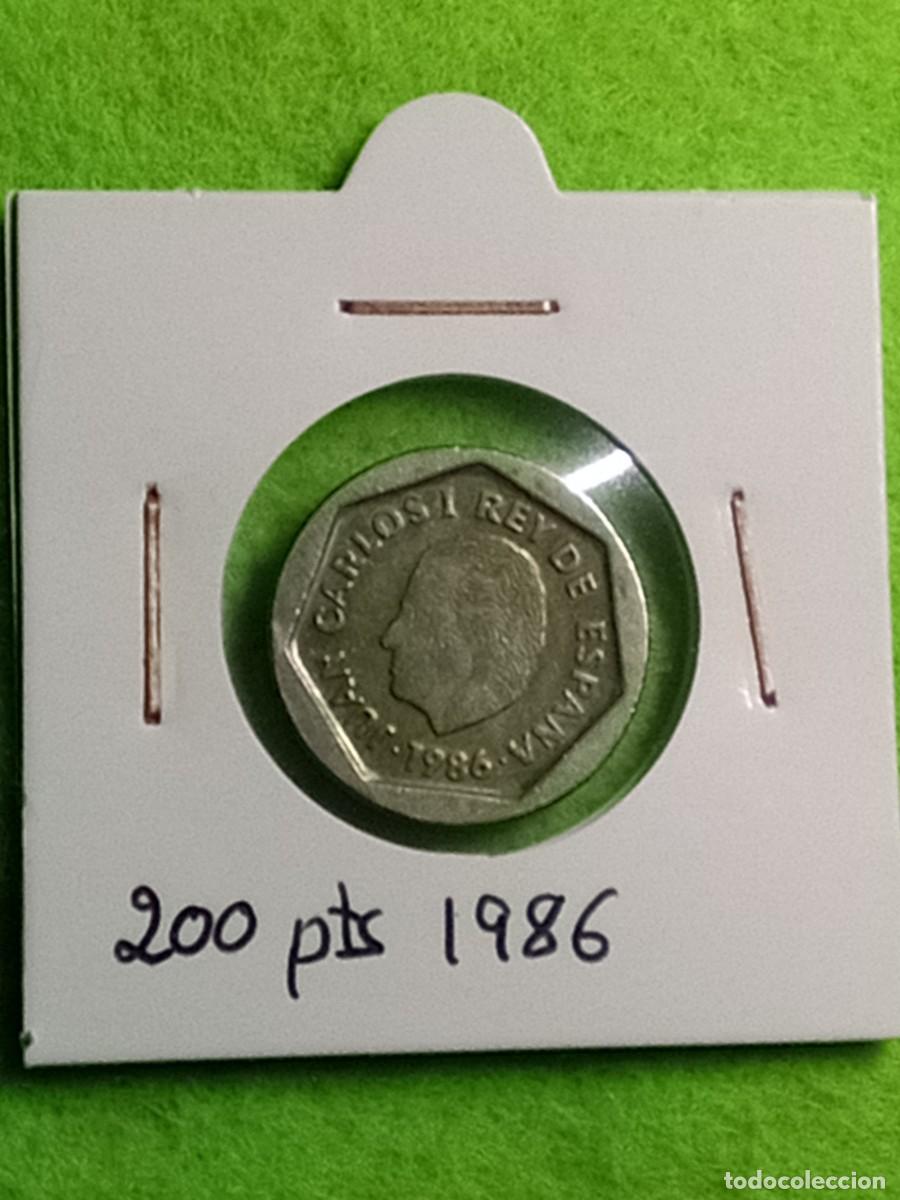 JUAN CARLOS I REY DE ESPAÑA
· 1986 ·
200 pts 1986
todocoleccion